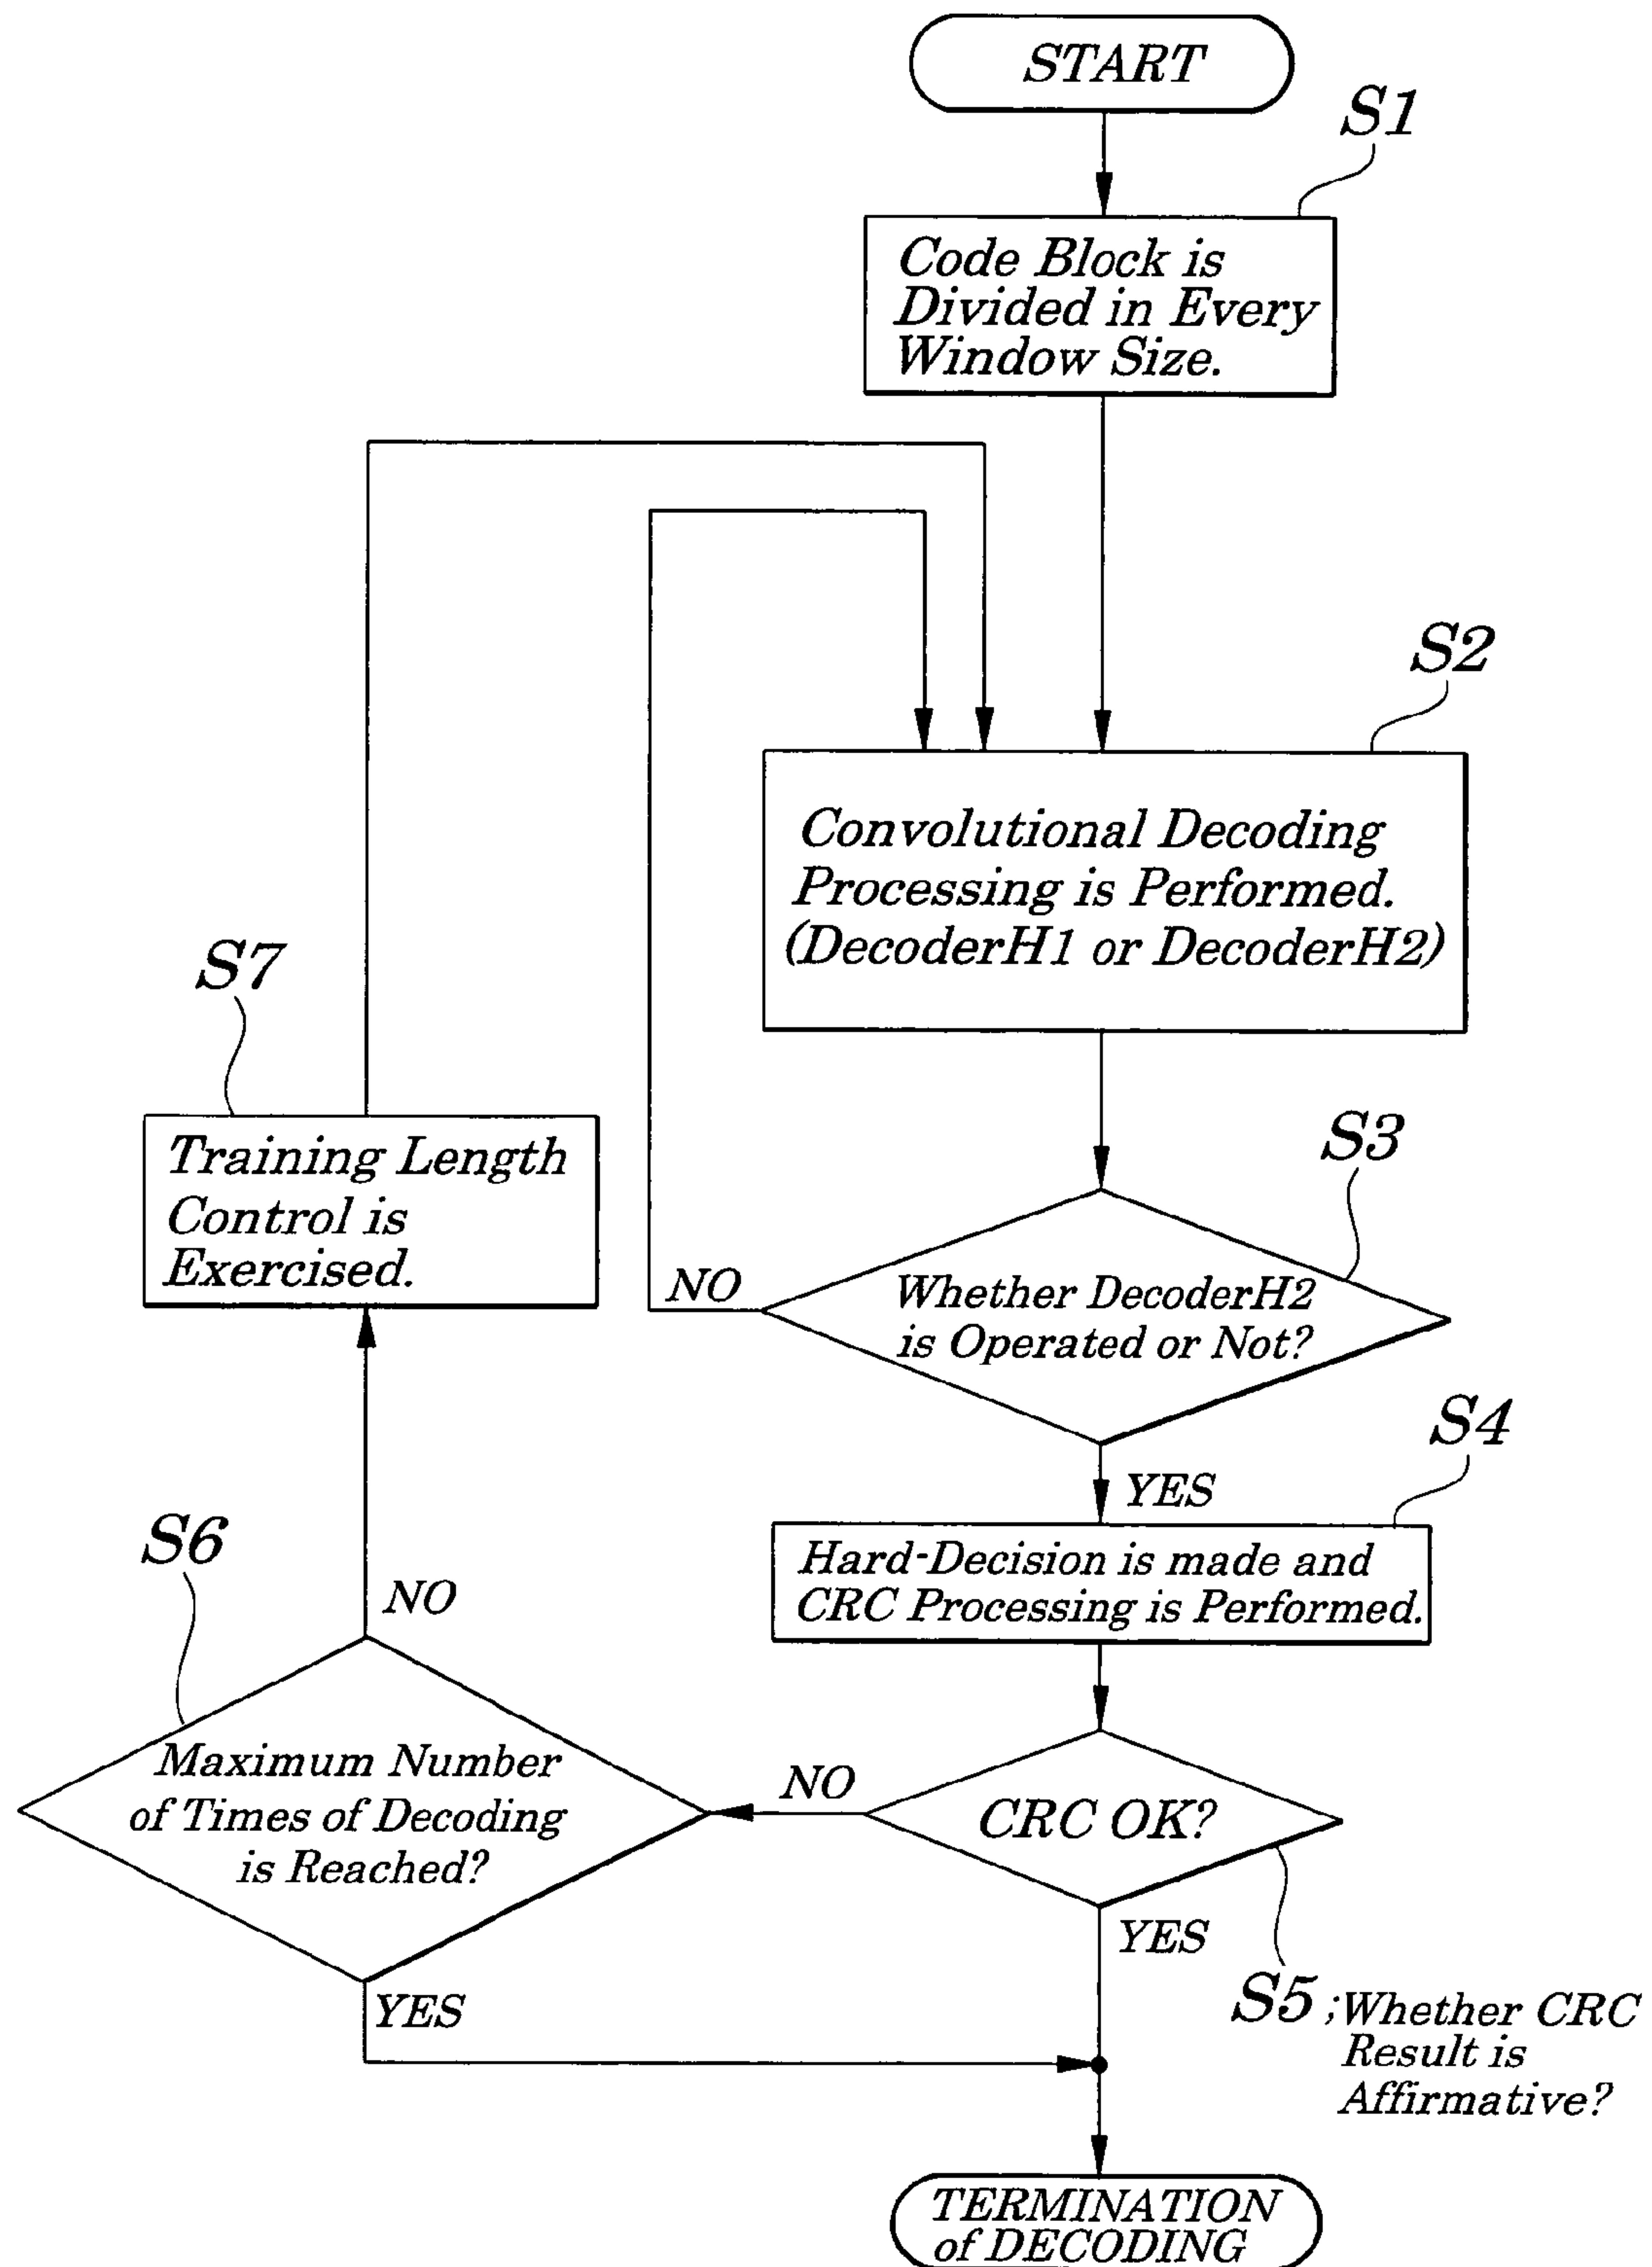 START
S1
Code Block is
Divided in Every
Window Size.
S2
Convolutional Decoding
Processing is Performed.
(DecoderH1 or DecoderH2)
S7
Training Length
Control is
Exercised.
S3
NO
Whether DecoderH2
is Operated or Not?
YES
S4
Hard-Decision is made and
CRC Processing is Performed.
S6
NO
Maximum Number
of Times of Decoding
is Reached?
NO
CRC OK?
YES
YES
S5 ;Whether CRC
Result is
Affirmative?
TERMINATION
of DECODING